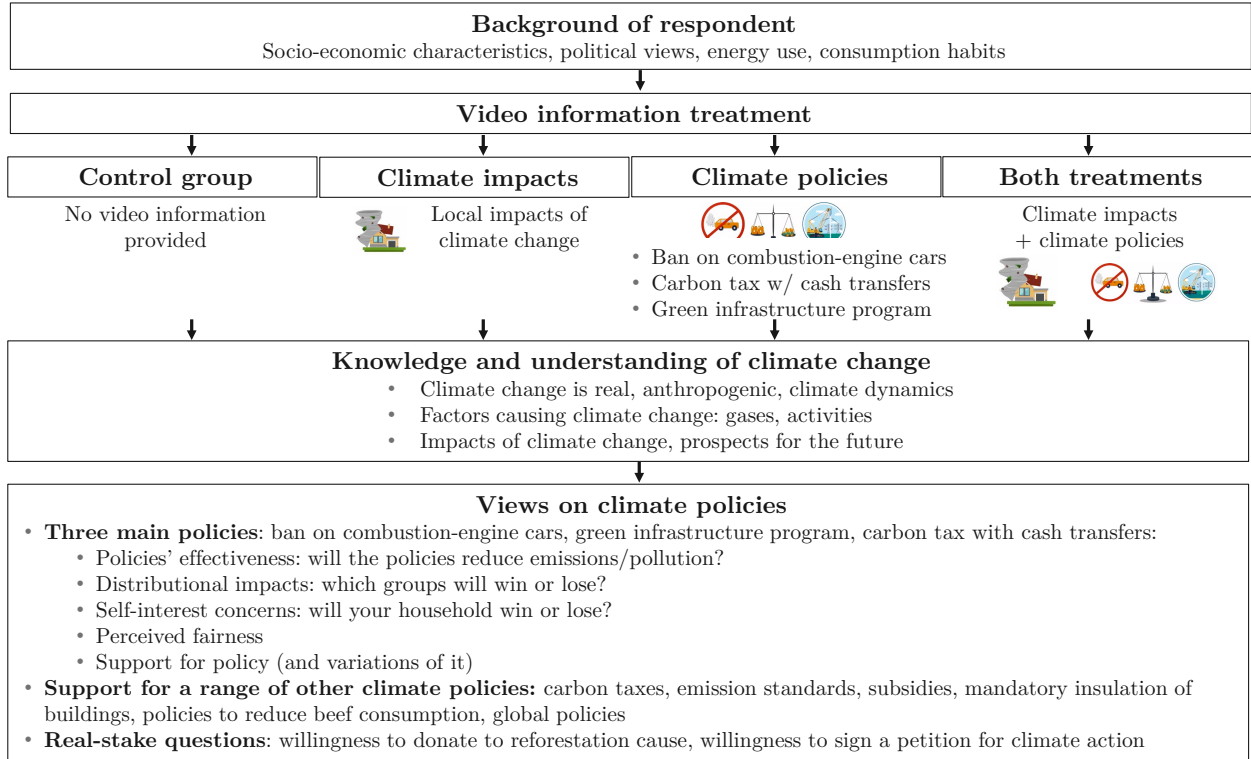 Background of respondent
Socio-economic characteristics, political views, energy use, consumption habits
Video information treatment
Control group
No video information
provided
Climate impacts
Local impacts of
climate change
Climate policies
• Ban on combustion-engine cars
• Carbon tax w/ cash transfers
• Green infrastructure program
Both treatments
Climate impacts
+ climate policies
Knowledge and understanding of climate change
• Climate change is real, anthropogenic, climate dynamics
• Factors causing climate change: gases, activities
• Impacts of climate change, prospects for the future
Views on climate policies
• Three main policies: ban on combustion-engine cars, green infrastructure program, carbon tax with cash transfers:
• Policies' effectiveness: will the policies reduce emissions/pollution?
• Distributional impacts: which groups will win or lose?
• Self-interest concerns: will your household win or lose?
• Perceived fairness
• Support for policy (and variations of it)
• Support for a range of other climate policies: carbon taxes, emission standards, subsidies, mandatory insulation of
buildings, policies to reduce beef consumption, global policies
• Real-stake questions: willingness to donate to reforestation cause, willingness to sign a petition for climate action